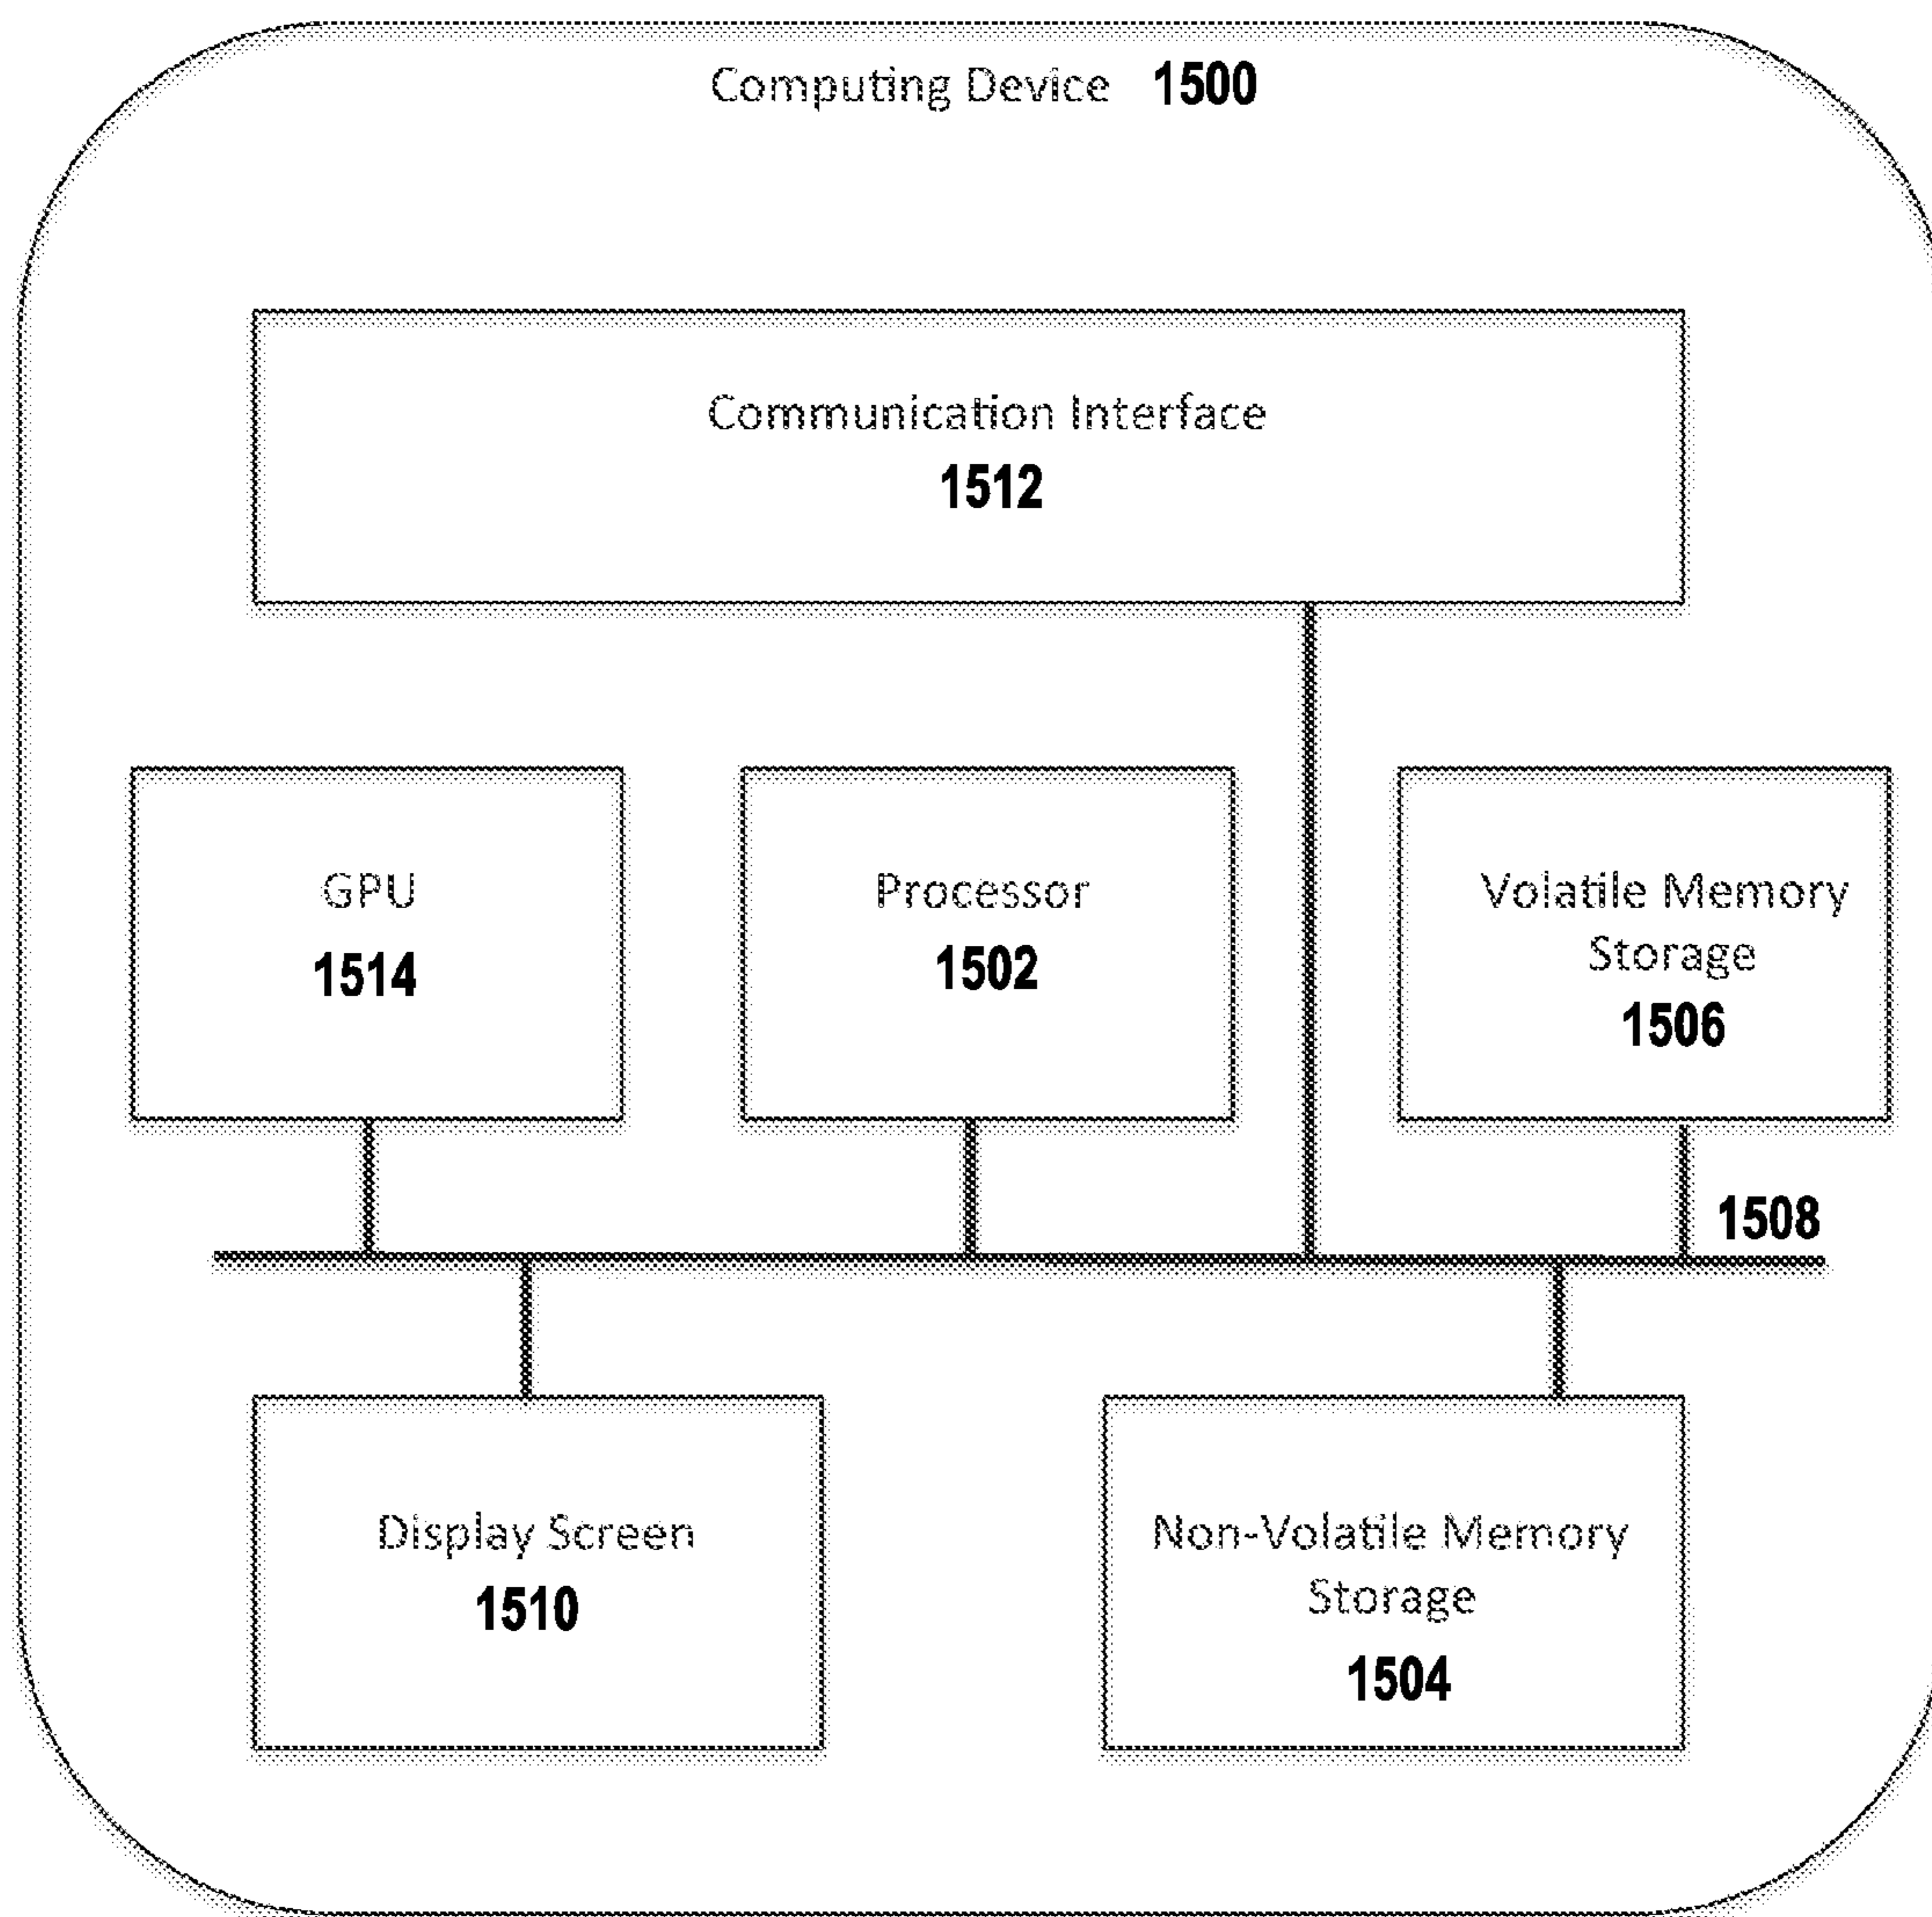 Computing Device 1500
Communication Interface
1512
GPU
1514
Processor
1502
Volatile Memory
Storage
1506
1508
Display Screen
1510
Non-Volatile Memory
Storage
1504